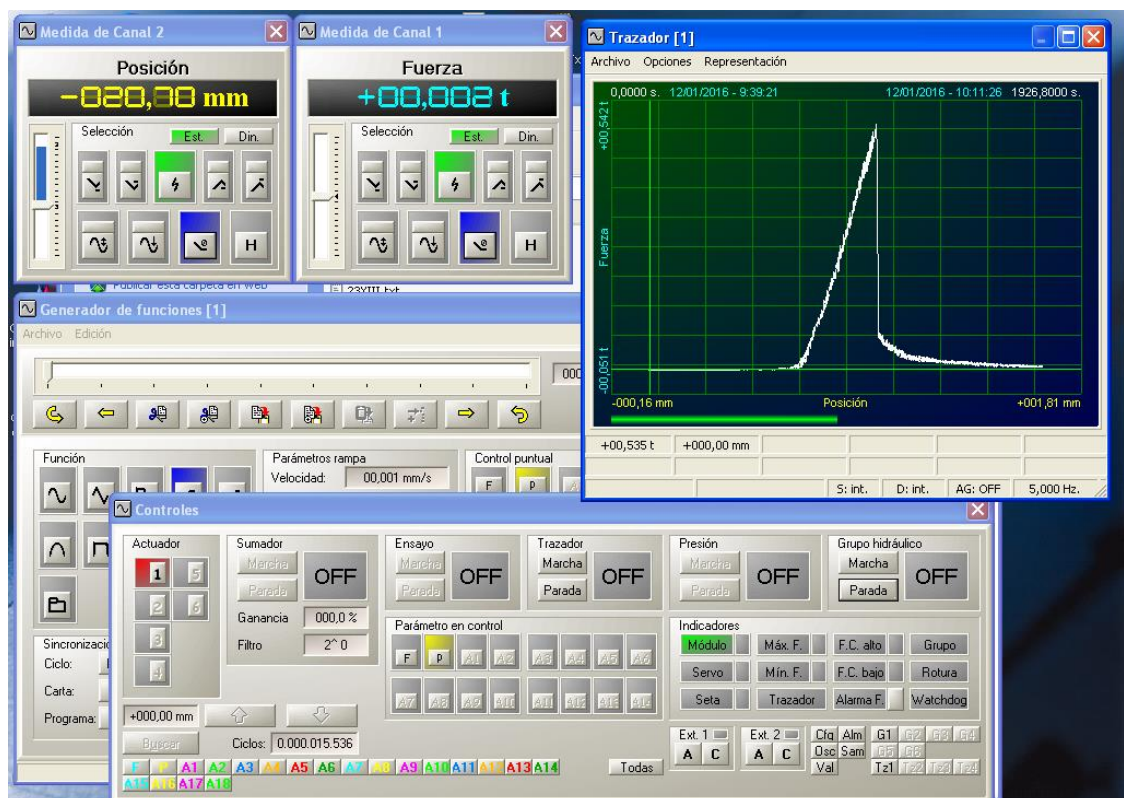 Medida de Canal 2
Posición
-020,00 mm
Selección Est. Din.
H
Medida de Canal 1
Fuerza
+00,002 t
Selección Est. Din.
H
Trazador [1]
Archivo Opciones Representación
0,0000 s. 12/01/2016 - 9:39:21 12/01/2016 - 10:11:26 1926,8000 s.
+00,542 t
Fuerza
-00,051 t
-000,16 mm Posición +001,81 mm
+00,535 t +000,00 mm
S: int. D: int. AG: OFF 5,000 Hz.
Publicar esta carpeta en Web
23YIII.txt
Generador de funciones [1]
Archivo Edición
000
Función
Parámetros rampa
Velocidad: 00,001 mm/s
Control puntual
F P
Sincronizació
Ciclo:
Carta:
Programa:
Controles
Actuador
1 5
2 6
3
4
+000,00 mm
Buscar
Sumador
Marcha
Parada
OFF
Ganancia 000,0 %
Filtro 2^ 0
Ciclos: 0.000.015.536
Ensayo
Marcha
Parada
OFF
Trazador
Marcha
Parada
OFF
Parámetro en control
F P A1 A2 A3 A4 A5 A6
A7 A8 A9 A10 A11 A12 A13 A14
Presión
Marcha
Parada
OFF
Grupo hidráulico
Marcha
Parada
OFF
Indicadores
Módulo Máx. F. F.C. alto Grupo
Servo Mín. F. F.C. bajo Rotura
Seta Trazador Alarma F. Watchdog
Ext. 1 Ext. 2
A C A C
Cfg Alm G1 G2 G3 G4
Osc Sam G5 G6
Val Tz1 Tz2 Tz3 Tz4
F P A1 A2 A3 A4 A5 A6 A7 A8 A9 A10 A11 A12 A13 A14
A15 A16 A17 A18
Todas